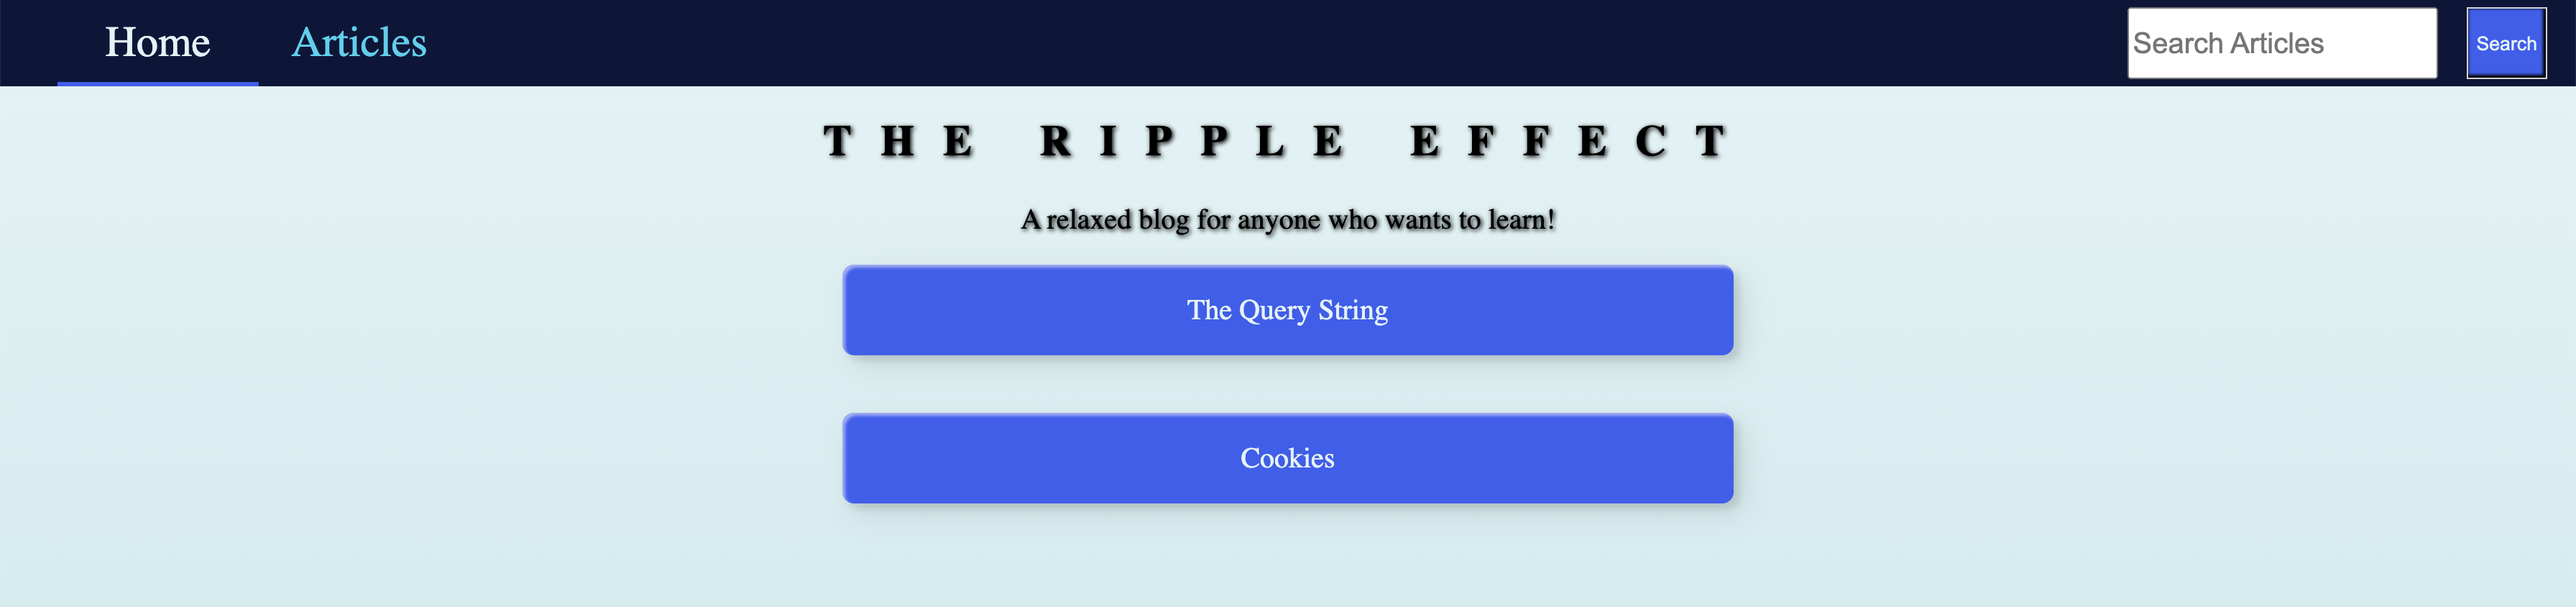 Home Articles Search Articles Search
THE RIPPLE EFFECT
A relaxed blog for anyone who wants to learn!
The Query String
Cookies